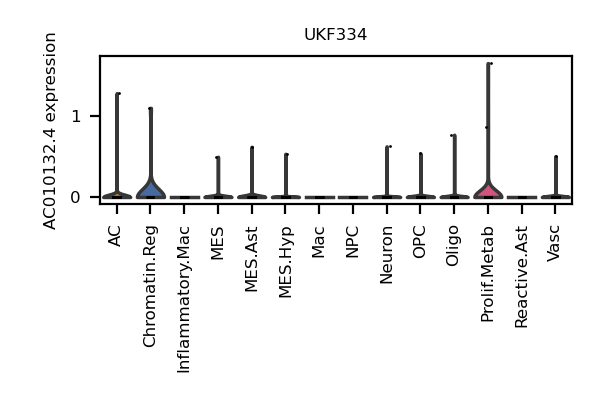 UKF334
AC010132.4 expression
1
0
AC
Chromatin.Reg
Inflammatory.Mac
MES
MES.Ast
MES.Hyp
Mac
NPC
Neuron
OPC
Oligo
Prolif.Metab
Reactive.Ast
Vasc